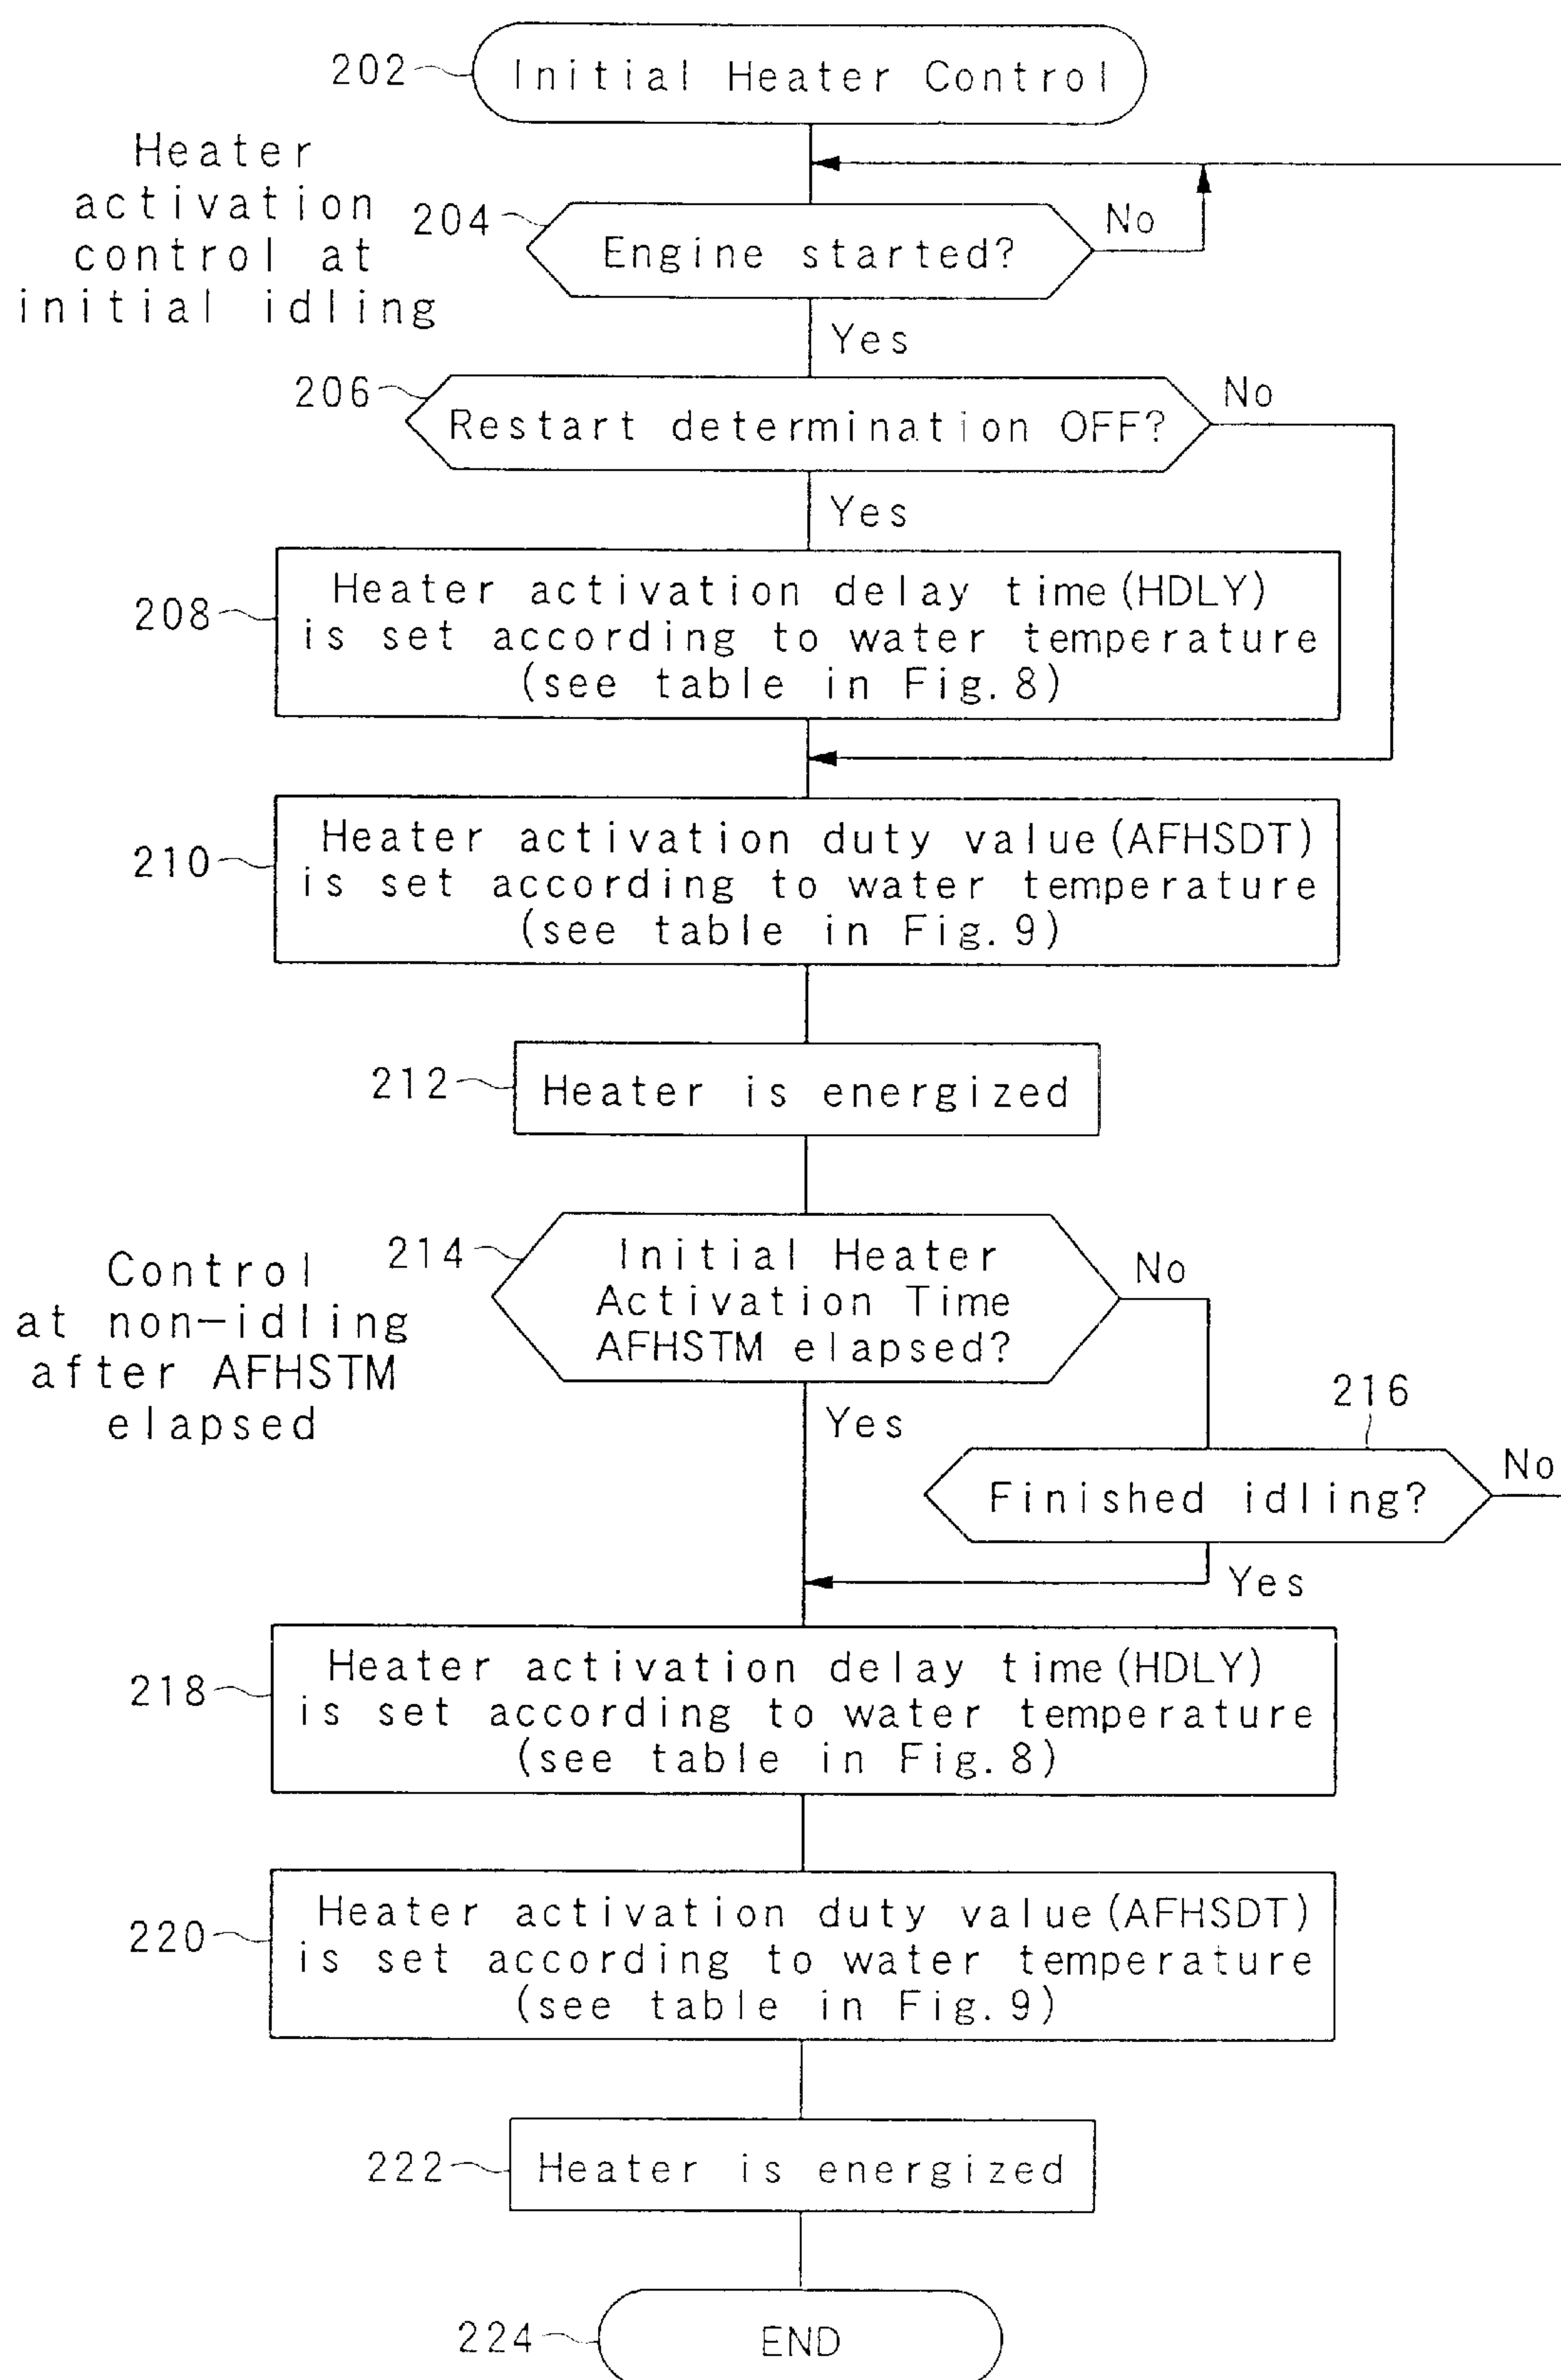 202
Initial Heater Control
Heater
activation
control at
initial idling
204
Engine started?
No
Yes
206
Restart determination OFF?
No
Yes
208
Heater activation delay time (HDLY)
is set according to water temperature
(see table in Fig. 8)
210
Heater activation duty value (AFHSDT)
is set according to water temperature
(see table in Fig. 9)
212
Heater is energized
Control
at non-idling
after AFHSTM
elapsed
214
Initial Heater
Activation Time
AFHSTM elapsed?
No
Yes
216
Finished idling?
No
Yes
218
Heater activation delay time (HDLY)
is set according to water temperature
(see table in Fig. 8)
220
Heater activation duty value (AFHSDT)
is set according to water temperature
(see table in Fig. 9)
222
Heater is energized
224
END